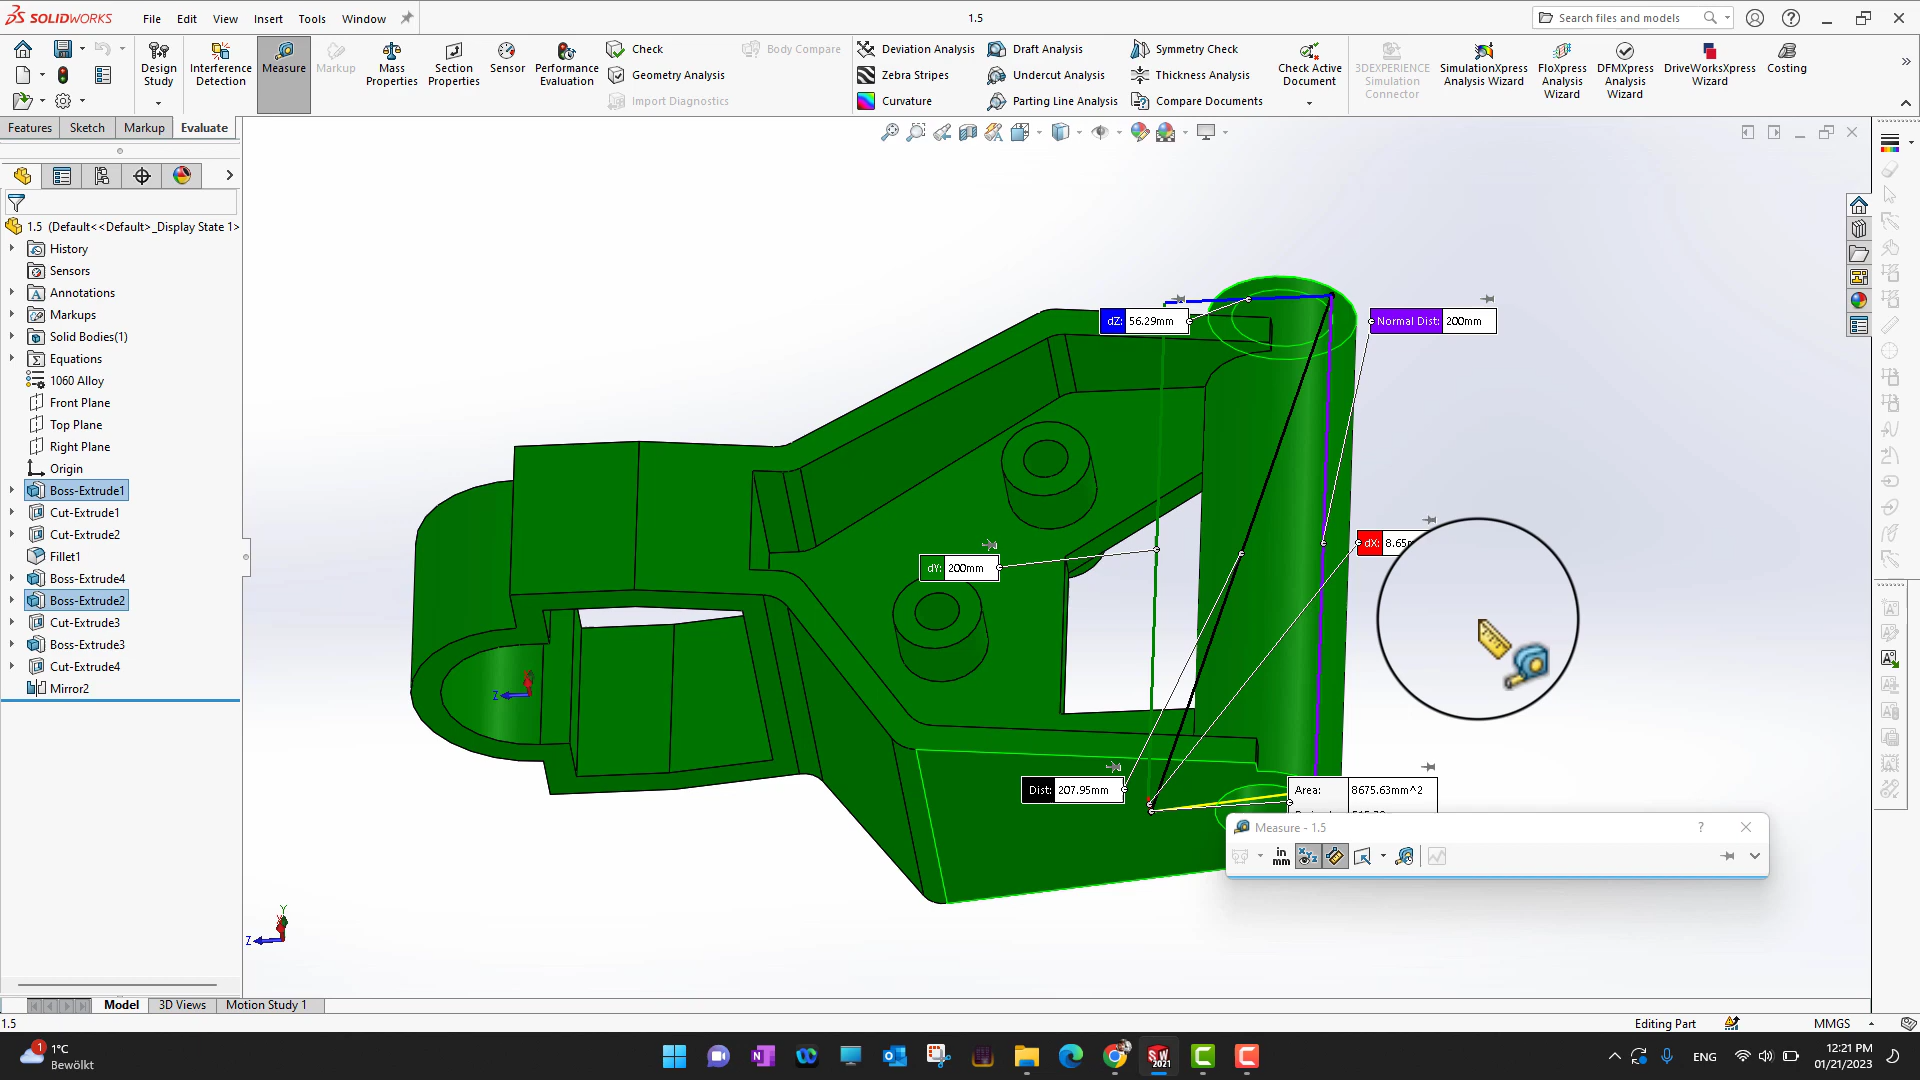 SOLIDWORKS
File
Edit
View
Insert
Tools
Window
1.5
Search files and models
Design Study
Interference Detection
Measure
Markup
Mass Properties
Section Properties
Sensor
Performance Evaluation
Check
Geometry Analysis
Import Diagnostics
Body Compare
Deviation Analysis
Zebra Stripes
Curvature
Draft Analysis
Undercut Analysis
Parting Line Analysis
Symmetry Check
Thickness Analysis
Compare Documents
Check Active Document
3DEXPERIENCE Simulation Connector
SimulationXpress Analysis Wizard
FloXpress Analysis Wizard
DFMXpress Analysis Wizard
DriveWorksXpress Wizard
Costing
Features
Sketch
Markup
Evaluate
1.5 (Default<<Default>_Display State 1>
History
Sensors
Annotations
Markups
Solid Bodies(1)
Equations
1060 Alloy
Front Plane
Top Plane
Right Plane
Origin
Boss-Extrude1
Cut-Extrude1
Cut-Extrude2
Fillet1
Boss-Extrude4
Boss-Extrude2
Cut-Extrude3
Boss-Extrude3
Cut-Extrude4
Mirror2
dZ: 56.29mm
Normal Dist: 200mm
dX: 8.65
dY: 200mm
Dist: 207.95mm
Area: 8675.63mm^2
Z
Y
Z
Measure - 1.5
?
in
mm
Model
3D Views
Motion Study 1
1.5
Editing Part
MMGS
1
1°C
Bewölkt
SW
2021
ENG
12:21 PM
01/21/2023